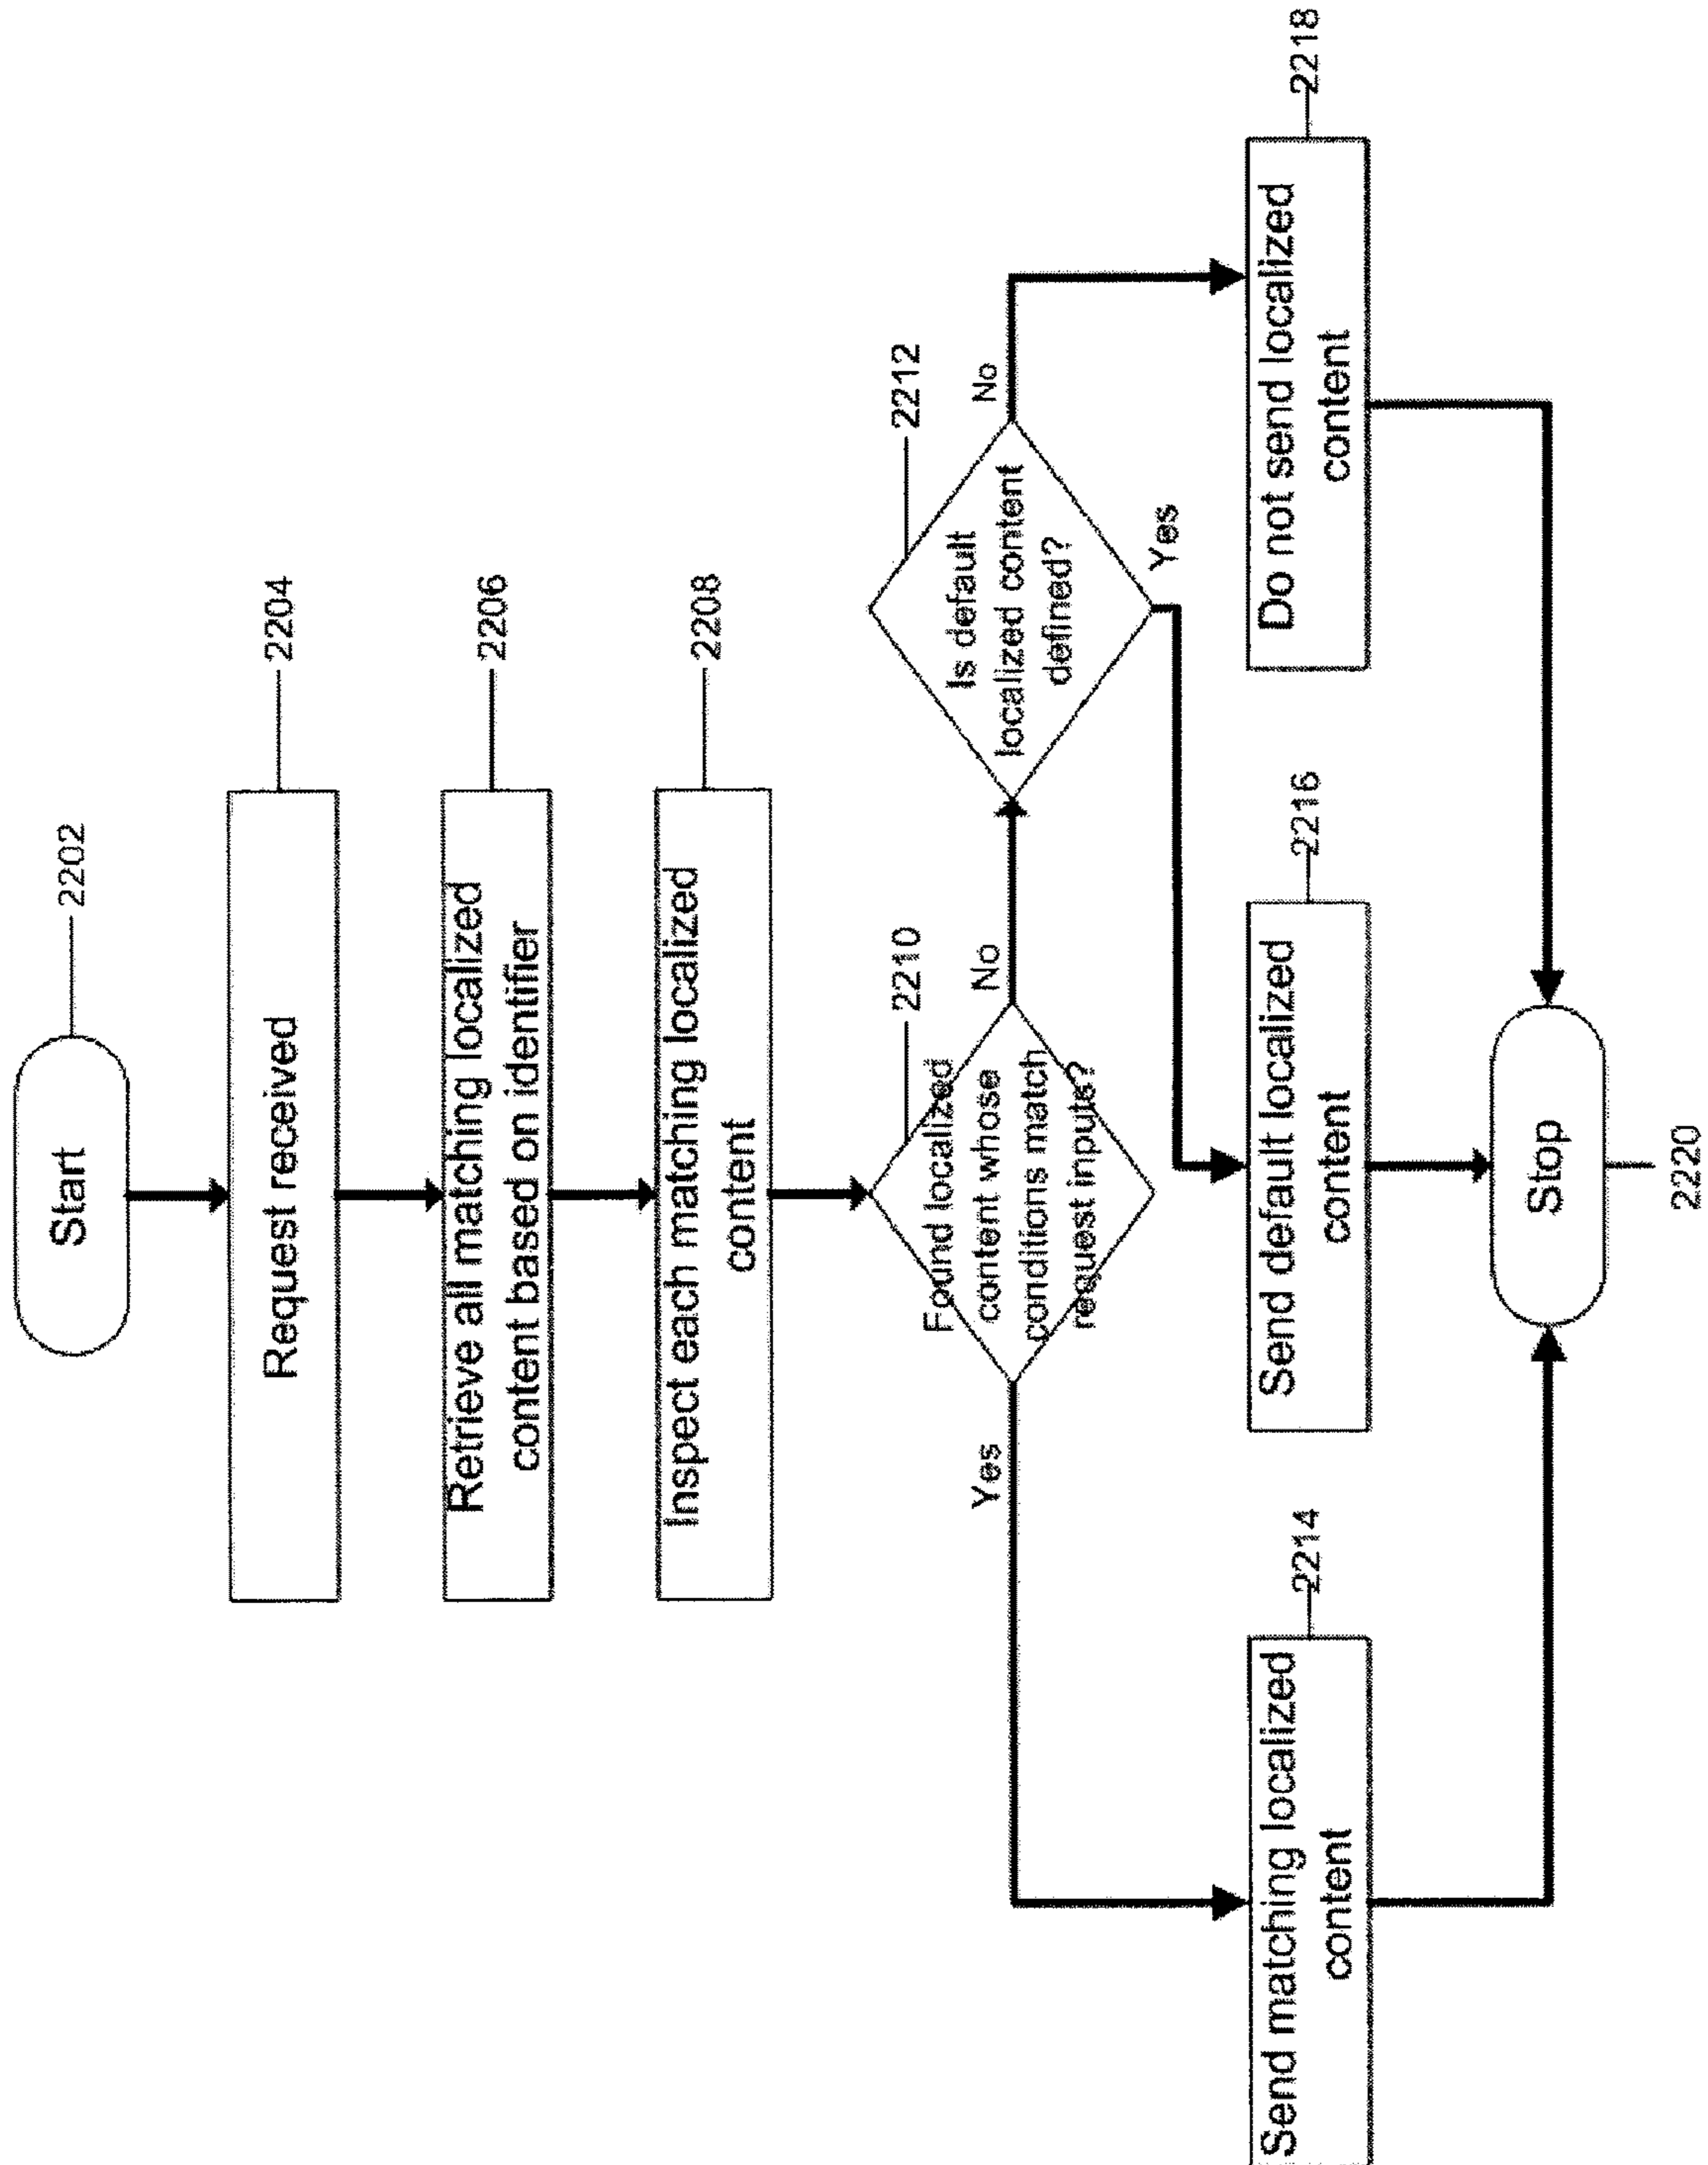 Start
2202
Request received
2204
Retrieve all matching localized
content based on identifier
2206
Inspect each matching localized
content
2208
Found localized
content whose
conditions match
request inputs?
2210
Yes
No
Is default
localized content
defined?
2212
Yes
No
Send matching localized
content
2214
Send default localized
content
2216
Do not send localized
content
2218
Stop
2220